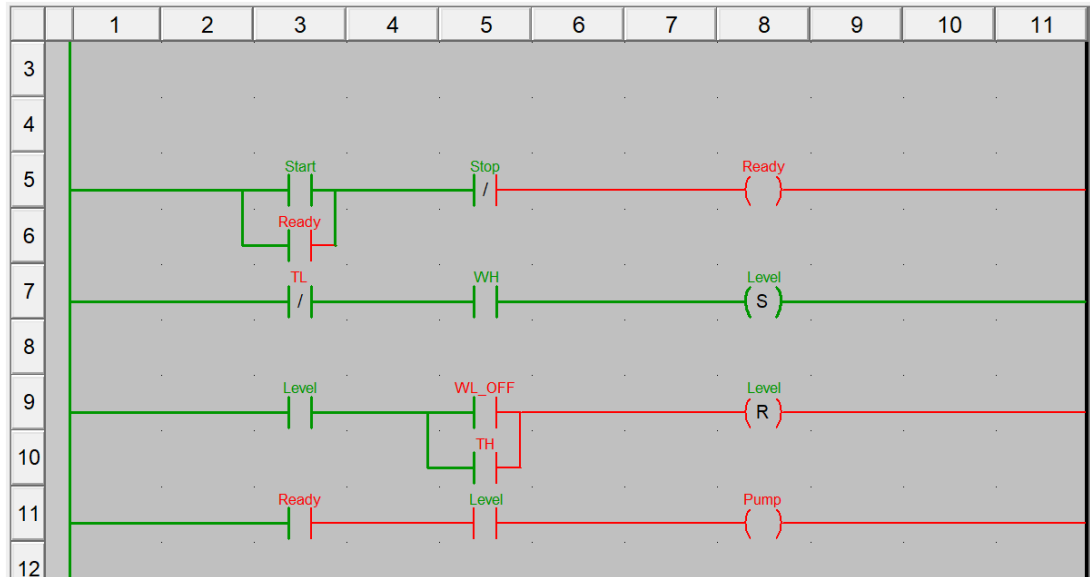 1 2 3 4 5 6 7 8 9 10 11
3
4
Start Stop Ready
5 /
Ready
6
TL WH Level
7 / S
8
Level WL_OFF Level
9 R
TH
10
Ready Level Pump
11
12